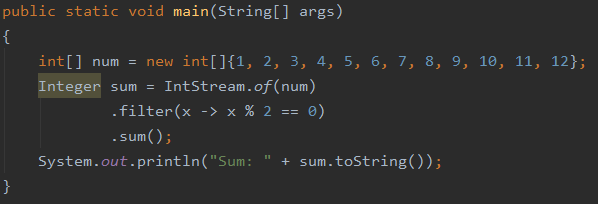 public static void main(String[] args)
{
    int[] num = new int[]{1, 2, 3, 4, 5, 6, 7, 8, 9, 10, 11, 12};
    Integer sum = IntStream.of(num)
            .filter(x -> x % 2 == 0)
            .sum();
    System.out.println("Sum: " + sum.toString());
}